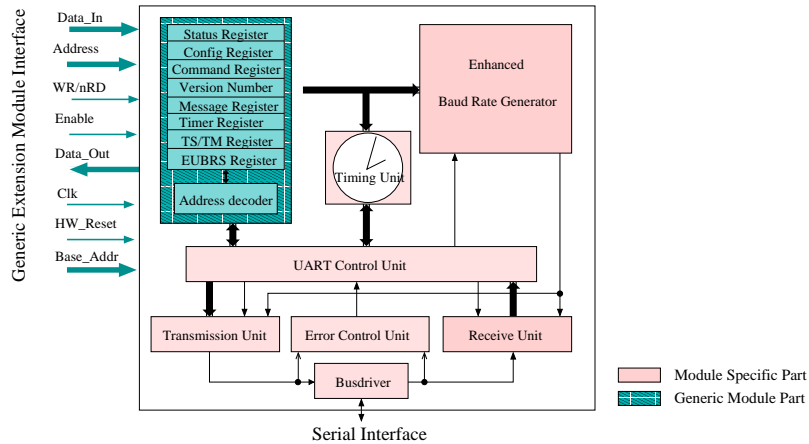 Generic Extension Module Interface
Data_In
Address
WR/nRD
Enable
Data_Out
Clk
HW_Reset
Base_Addr
Status Register
Config Register
Command Register
Version Number
Message Register
Timer Register
TS/TM Register
EUBRS Register
Address decoder
Enhanced
Baud Rate Generator
Timing Unit
UART Control Unit
Transmission Unit
Error Control Unit
Receive Unit
Busdriver
Serial Interface
Module Specific Part
Generic Module Part